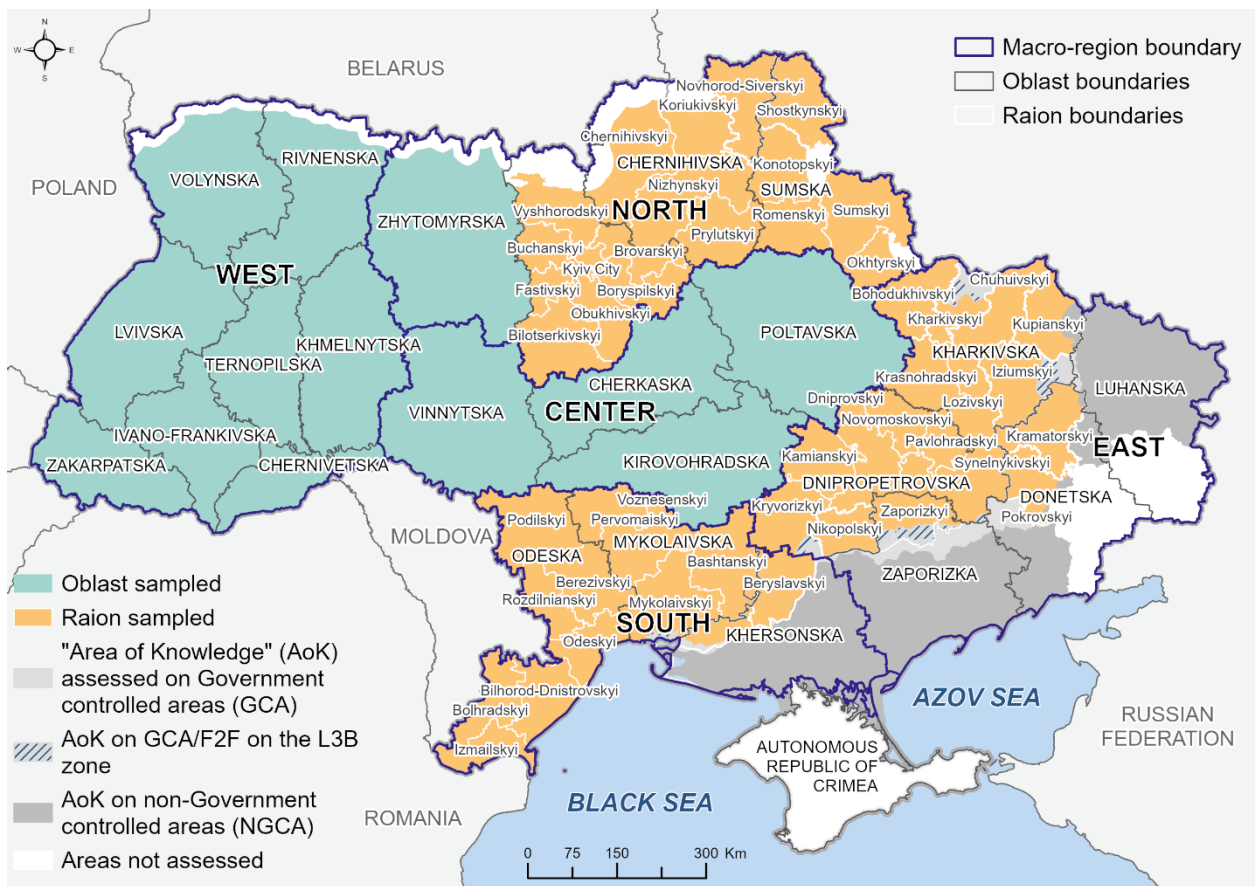 N
W
E
S
BELARUS
Macro-region boundary
Oblast boundaries
Raion boundaries
Novhorod-Siverskyi
Koriukivskyi
Shostkynskyi
Chernihivskyi
RIVNENSKA
CHERNIHIVSKA
Konotopskyi
POLAND
VOLYNSKA
Nizhynskyi
SUMSKA
ZHYTOMYRSKA
Vyshhorodskyi
NORTH
Romenskyi
Sumskyi
Prylutskyi
Buchanskyi
Brovarskyi
WEST
Kyiv City
Okhtyrskyi
Fastivskyi
Boryspilskyi
Chuhuivskyi
Bohodukhivskyi
Obukhivskyi
Kharkivskyi
LVIVSKA
Bilotserkivskyi
POLTAVSKA
Kupianskyi
KHMELNYTSKA
KHARKIVSKA
TERNOPILSKA
Iziumskyi
CHERKASKA
Krasnohradskyi
LUHANSKA
VINNYTSKA
CENTER
Dniprovskyi
Lozivskyi
Novomoskovskyi
IVANO-FRANKIVSKA
Pavlohradskyi
Kramatorskyi
EAST
ZAKARPATSKA
CHERNIVETSKA
KIROVOHRADSKA
Kamianskyi
Synelnykivskyi
DNIPROPETROVSKA
DONETSKA
Voznesenskyi
Kryvorizkyi
Zaporizkyi
Pokrovskyi
Podilskyi
Pervomaiskyi
Nikopolskyi
MOLDOVA
MYKOLAIVSKA
ODESKA
Bashtanskyi
ZAPORIZKA
Berezivskyi
Beryslavskyi
Rozdilnianskyi
Mykolaivskyi
SOUTH
KHERSONSKA
Odeskyi
Bilhorod-Dnistrovskyi
AZOV SEA
Bolhradskyi
RUSSIAN
FEDERATION
Izmailskyi
AUTONOMOUS
REPUBLIC OF
CRIMEA
BLACK SEA
ROMANIA
Oblast sampled
Raion sampled
"Area of Knowledge" (AoK)
assessed on Government
controlled areas (GCA)
AoK on GCA/F2F on the L3B
zone
AoK on non-Government
controlled areas (NGCA)
Areas not assessed
0 75 150 300 Km